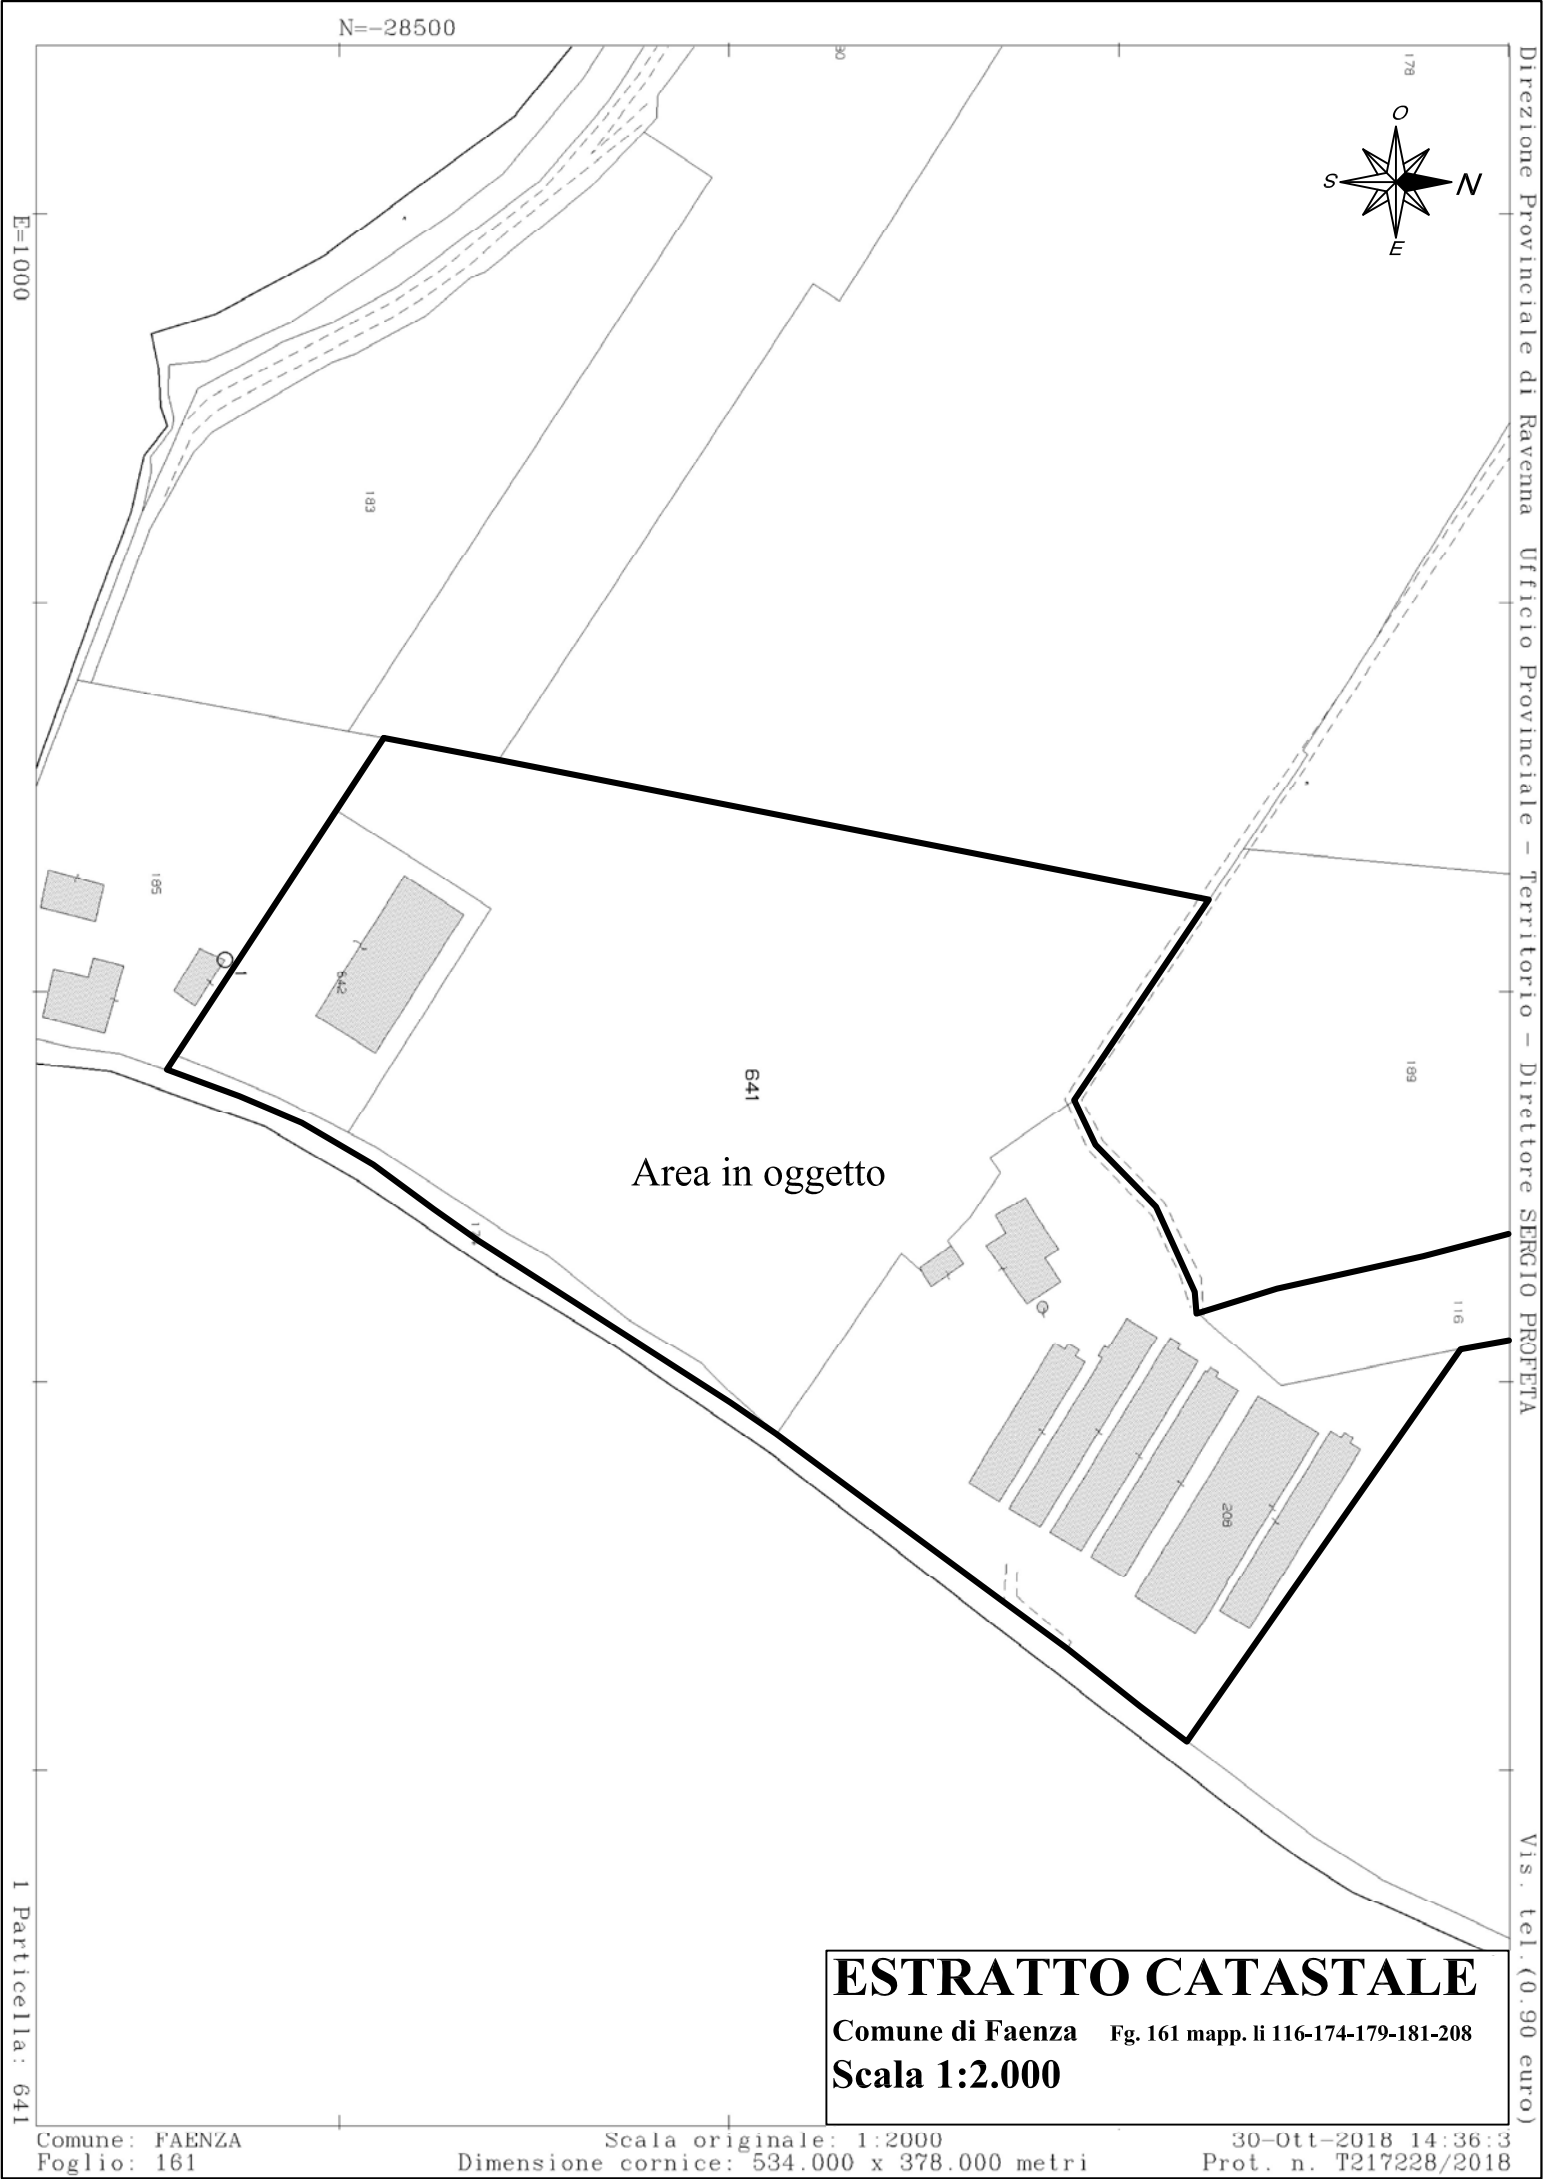 N=-28500
E=1000
178
O
S
N
E
183
185
642
641
Area in oggetto
189
116
208
Direzione Provinciale di Ravenna Ufficio Provinciale - Territorio - Direttore SERGIO PROFETA
Vis. tel. (0.90 euro)
1 Particella: 641
ESTRATTO CATASTALE
Comune di Faenza Fg. 161 mapp. li 116-174-179-181-208
Scala 1:2.000
Comune: FAENZA
Foglio: 161
Scala originale: 1:2000
Dimensione cornice: 534.000 x 378.000 metri
30-Ott-2018 14:36:3
Prot. n. T217228/2018